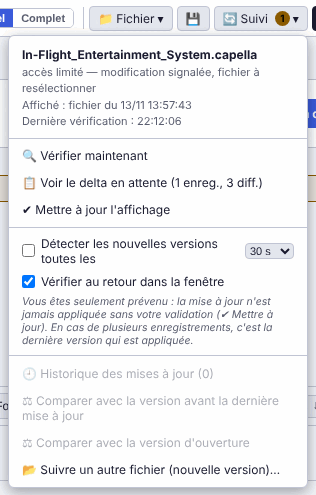 el Complet 📁 Fichier ▾ 💾 🔄 Suivi 1 ▾
In-Flight_Entertainment_System.capella
accès limité — modification signalée, fichier à
resélectionner
Affiché : fichier du 13/11 13:57:43
Dernière vérification : 22:12:06
🔍 Vérifier maintenant
📋 Voir le delta en attente (1 enreg., 3 diff.)
✔ Mettre à jour l'affichage
Détecter les nouvelles versions
toutes les 30 s
Vérifier au retour dans la fenêtre
Vous êtes seulement prévenu : la mise à jour n'est
jamais appliquée sans votre validation (✔ Mettre à
jour). En cas de plusieurs enregistrements, c'est la
dernière version qui est appliquée.
🕘 Historique des mises à jour (0)
⚖ Comparer avec la version avant la dernière
mise à jour
⚖ Comparer avec la version d'ouverture
📂 Suivre un autre fichier (nouvelle version)…